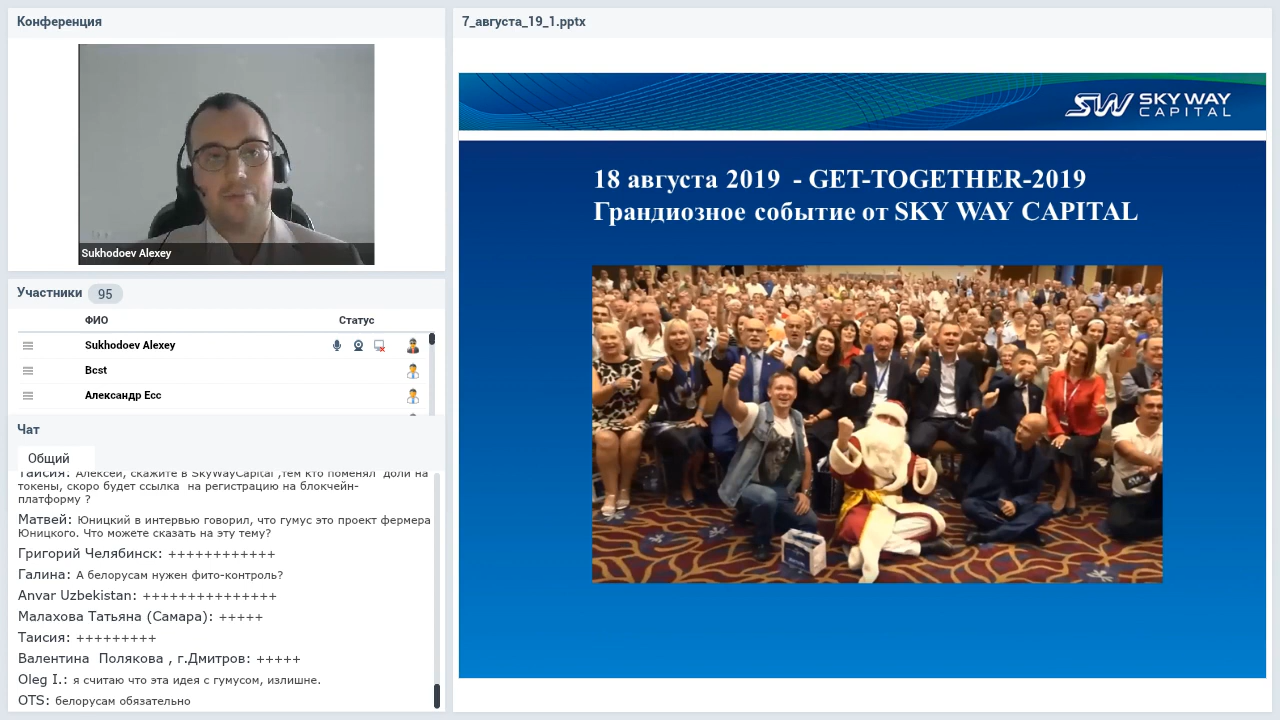 Конференция
Sukhodoev Alexey
Участники 95
ФИО Статус
Sukhodoev Alexey
Bcst
Александр Есс
Чат
Общий
Таисия: Алексей, скажите в SkyWayCapital ,тем кто поменял доли на
токены, скоро будет ссылка на регистрацию на блокчейн-
платформу ?
Матвей: Юницкий в интервью говорил, что гумус это проект фермера
Юницкого. Что можете сказать на эту тему?
Григорий Челябинск: ++++++++++++
Галина: А белорусам нужен фито-контроль?
Anvar Uzbekistan: +++++++++++++++
Малахова Татьяна (Самара): +++++
Таисия: +++++++++
Валентина Полякова , г.Дмитров: +++++
Oleg I.: я считаю что эта идея с гумусом, излишне.
OTS: белорусам обязательно
7_августа_19_1.pptx
SW SKY WAY
CAPITAL
18 августа 2019 - GET-TOGETHER-2019
Грандиозное событие от SKY WAY CAPITAL